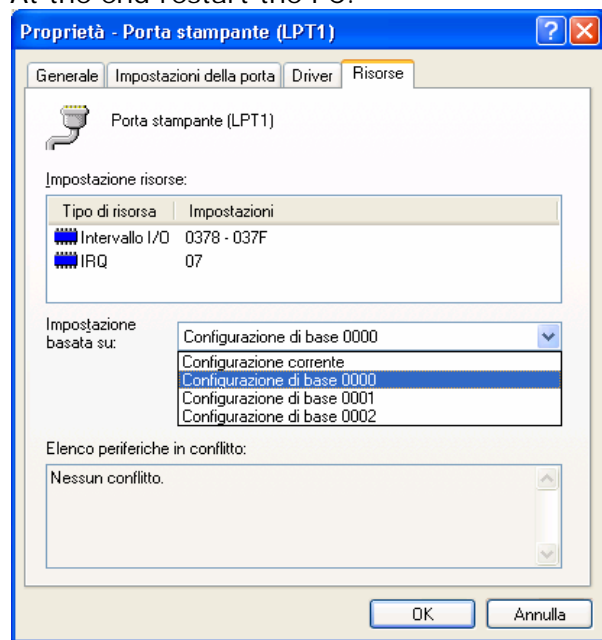 At the end restart the PC.
Proprietà - Porta stampante (LPT1)
Generale Impostazioni della porta Driver Risorse
Porta stampante (LPT1)
Impostazione risorse:
Tipo di risorsa Impostazioni
Intervallo I/O 0378 - 037F
IRQ 07
Impostazione
basata su:
Configurazione di base 0000
Configurazione corrente
Configurazione di base 0000
Configurazione di base 0001
Configurazione di base 0002
Elenco periferiche in conflitto:
Nessun conflitto.
OK Annulla